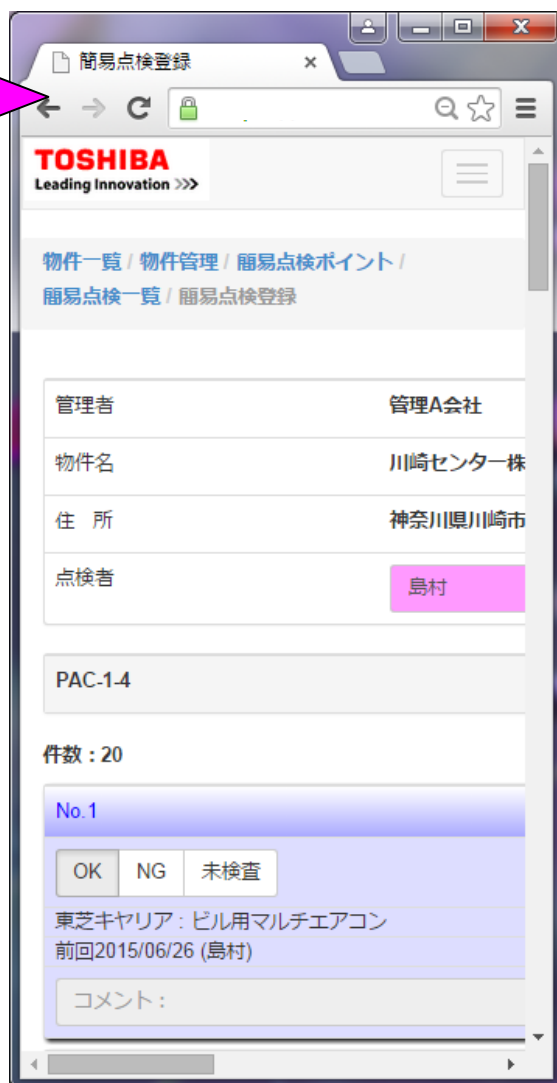 簡易点検登録
TOSHIBA
Leading Innovation >>>
物件一覧 / 物件管理 / 簡易点検ポイント /
簡易点検一覧 / 簡易点検登録
管理者 管理A会社
物件名 川崎センター株
住 所 神奈川県川崎市
点検者 島村
PAC-1-4
件数：20
No.1
OK NG 未検査
東芝キヤリア : ビル用マルチエアコン
前回2015/06/26 (島村)
コメント：